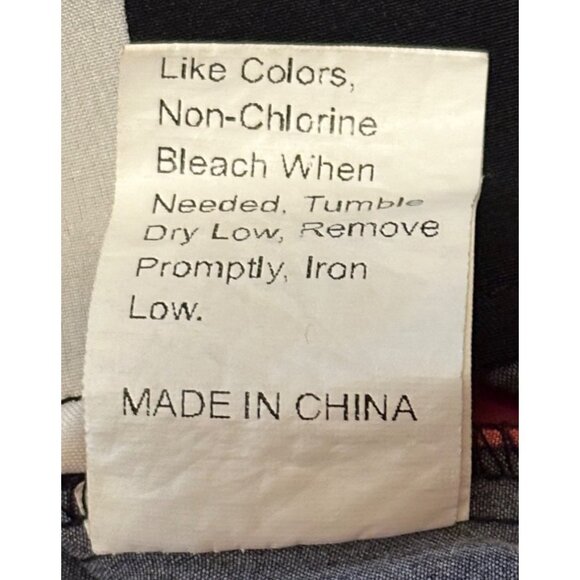 Like Colors,
Non-Chlorine
Bleach When
Needed, Tumble
Dry Low, Remove
Promptly, Iron
Low.
MADE IN CHINA